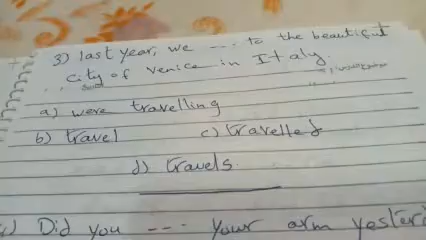 3) last year, we .... to the beautiful
city of Venice in Italy.
a) were travelling
b) travel c) travelled
d) travels.
4) Did you --- your arm yester